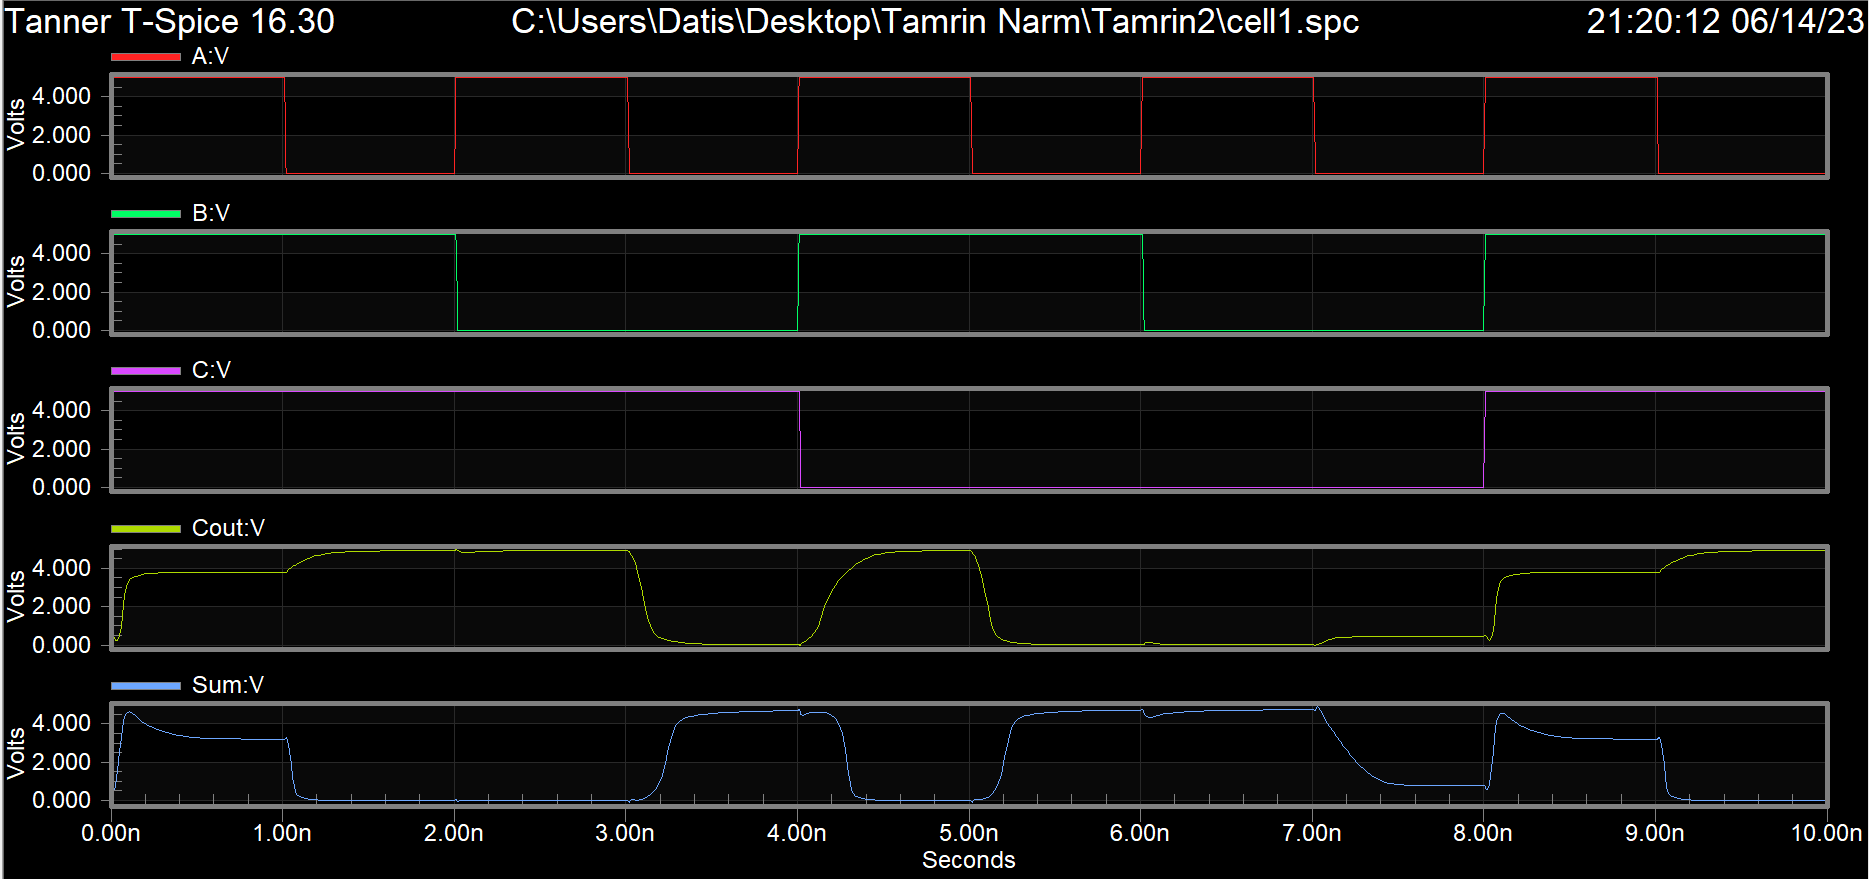 Tanner T-Spice 16.30 C:\Users\Datis\Desktop\Tamrin Narm\Tamrin2\cell1.spc 21:20:12 06/14/23
A:V
Volts
4.000
2.000
0.000
B:V
Volts
4.000
2.000
0.000
C:V
Volts
4.000
2.000
0.000
Cout:V
Volts
4.000
2.000
0.000
Sum:V
Volts
4.000
2.000
0.000
0.00n 1.00n 2.00n 3.00n 4.00n 5.00n 6.00n 7.00n 8.00n 9.00n 10.00n
Seconds